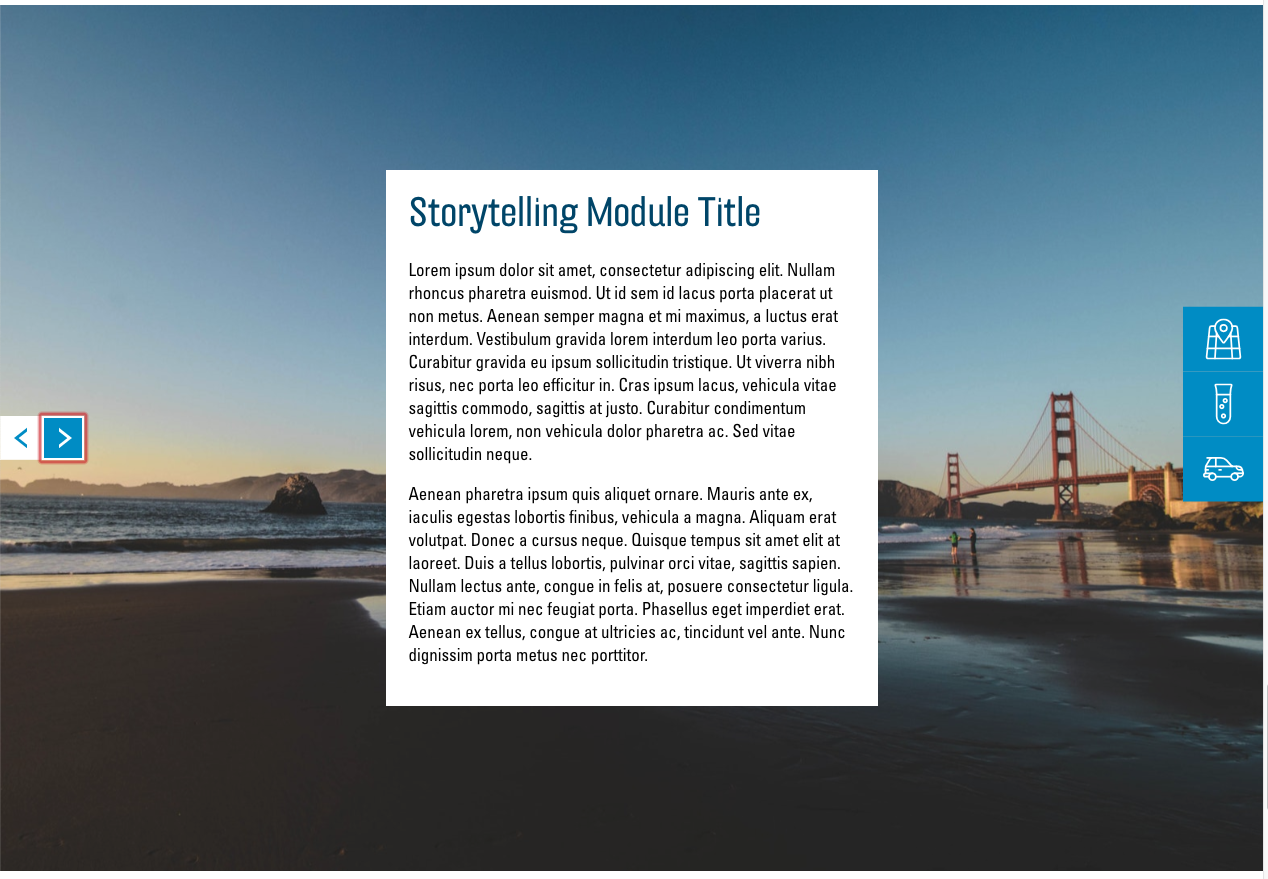 Storytelling Module Title
Lorem ipsum dolor sit amet, consectetur adipiscing elit. Nullam
rhoncus pharetra euismod. Ut id sem id lacus porta placerat ut
non metus. Aenean semper magna et mi maximus, a luctus erat
interdum. Vestibulum gravida lorem interdum leo porta varius.
Curabitur gravida eu ipsum sollicitudin tristique. Ut viverra nibh
risus, nec porta leo efficitur in. Cras ipsum lacus, vehicula vitae
sagittis commodo, sagittis at justo. Curabitur condimentum
vehicula lorem, non vehicula dolor pharetra ac. Sed vitae
sollicitudin neque.
Aenean pharetra ipsum quis aliquet ornare. Mauris ante ex,
iaculis egestas lobortis finibus, vehicula a magna. Aliquam erat
volutpat. Donec a cursus neque. Quisque tempus sit amet elit at
laoreet. Duis a tellus lobortis, pulvinar orci vitae, sagittis sapien.
Nullam lectus ante, congue in felis at, posuere consectetur ligula.
Etiam auctor mi nec feugiat porta. Phasellus eget imperdiet erat.
Aenean ex tellus, congue at ultricies ac, tincidunt vel ante. Nunc
dignissim porta metus nec porttitor.